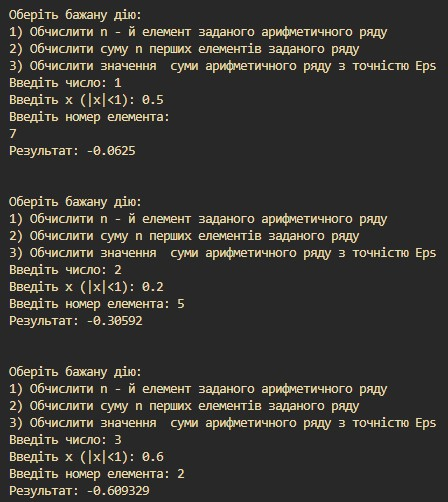 Оберіть бажану дію:
1) Обчислити n - й елемент заданого арифметичного ряду
2) Обчислити суму n перших елементів заданого ряду
3) Обчислити значення  суми арифметичного ряду з точністю Eps
Введіть число: 1
Введіть x (|x|<1): 0.5
Введіть номер елемента:
7
Результат: -0.0625
Оберіть бажану дію:
1) Обчислити n - й елемент заданого арифметичного ряду
2) Обчислити суму n перших елементів заданого ряду
3) Обчислити значення  суми арифметичного ряду з точністю Eps
Введіть число: 2
Введіть x (|x|<1): 0.2
Введіть номер елемента: 5
Результат: -0.30592
Оберіть бажану дію:
1) Обчислити n - й елемент заданого арифметичного ряду
2) Обчислити суму n перших елементів заданого ряду
3) Обчислити значення  суми арифметичного ряду з точністю Eps
Введіть число: 3
Введіть x (|x|<1): 0.6
Введіть номер елемента: 2
Результат: -0.609329